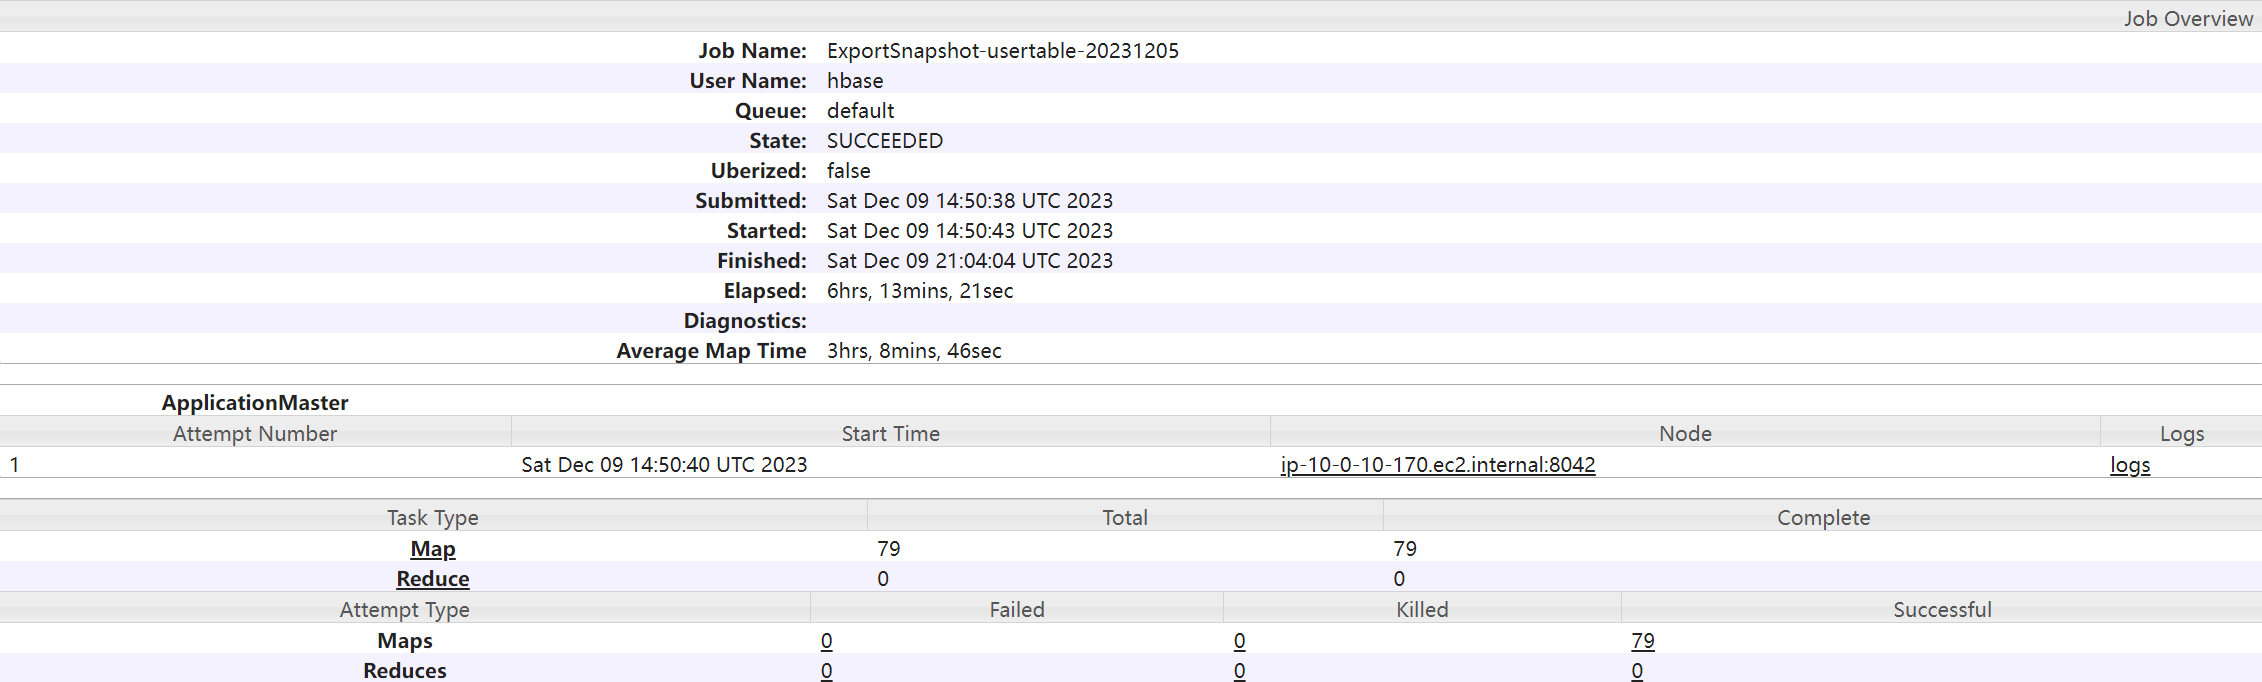 Job Overview
Job Name: ExportSnapshot-usertable-20231205
User Name: hbase
Queue: default
State: SUCCEEDED
Uberized: false
Submitted: Sat Dec 09 14:50:38 UTC 2023
Started: Sat Dec 09 14:50:43 UTC 2023
Finished: Sat Dec 09 21:04:04 UTC 2023
Elapsed: 6hrs, 13mins, 21sec
Diagnostics:
Average Map Time 3hrs, 8mins, 46sec
ApplicationMaster
Attempt Number Start Time Node Logs
1 Sat Dec 09 14:50:40 UTC 2023 ip-10-0-10-170.ec2.internal:8042 logs
Task Type Total Complete
Map 79 79
Reduce 0 0
Attempt Type Failed Killed Successful
Maps 0 0 79
Reduces 0 0 0